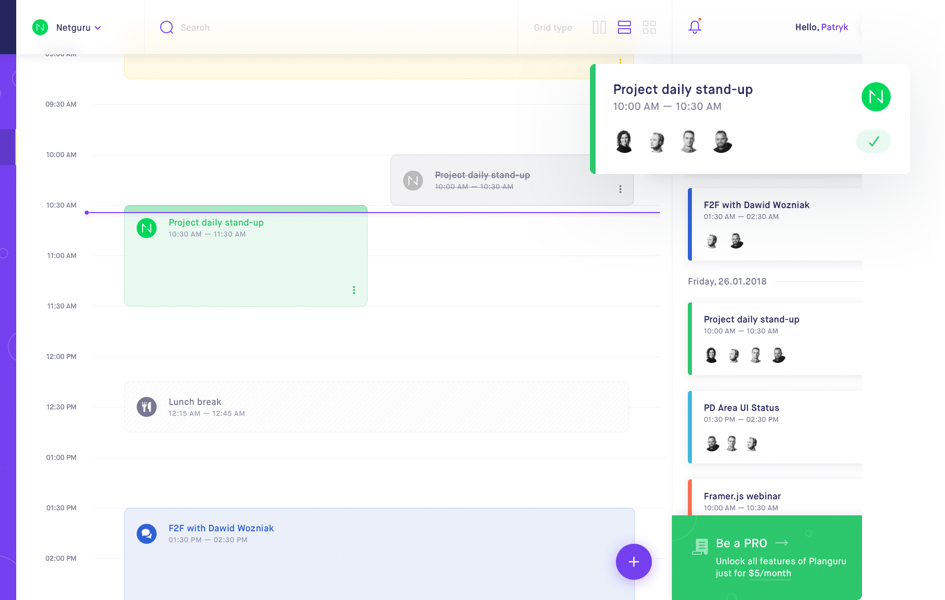 Netguru
Search
Grid type
Hello, Patryk
09:00 AM
09:30 AM
10:00 AM
Project daily stand-up
10:00 AM — 10:30 AM
10:30 AM
Project daily stand-up
10:30 AM — 11:30 AM
11:00 AM
11:30 AM
12:00 PM
12:30 PM
Lunch break
12:15 AM — 12:45 AM
01:00 PM
01:30 PM
F2F with Dawid Wozniak
01:30 PM — 02:30 PM
02:00 PM
Project daily stand-up
10:00 AM — 10:30 AM
F2F with Dawid Wozniak
01:30 AM — 02:30 AM
Friday, 26.01.2018
Project daily stand-up
10:00 AM — 10:30 AM
PD Area UI Status
01:30 PM — 02:30 PM
Framer.js webinar
10:00 AM — 10:30 AM
Be a PRO →
Unlock all features of Planguru
just for $5/month